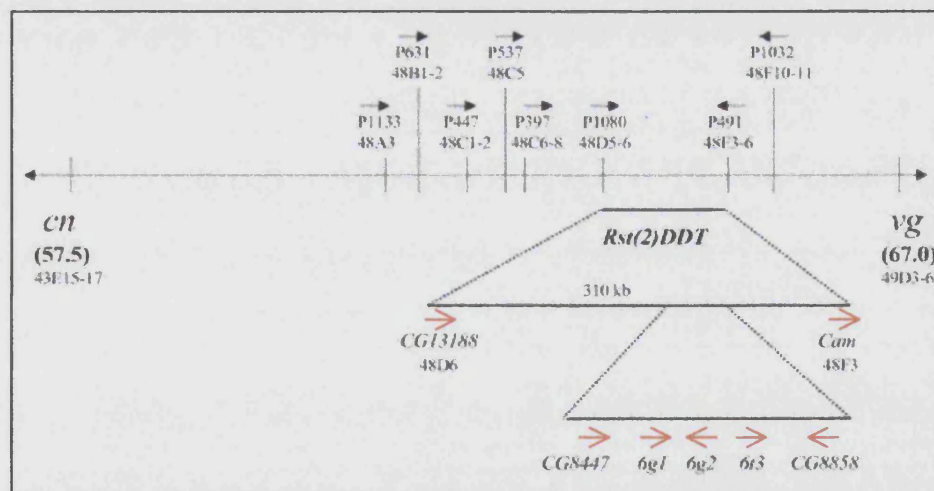 P631
48B1-2
P537
48C5
P1032
48F10-11
P1133
48A3
P447
48C1-2
P397
48C6-8
P1080
48D5-6
P491
48F3-6
cn
(57.5)
43E15-17
vg
(67.0)
49D3-6
Rst(2)DDT
310 kb
CG13188
48D6
Cam
48F3
CG8447
6g1
6g2
6t3
CG8858